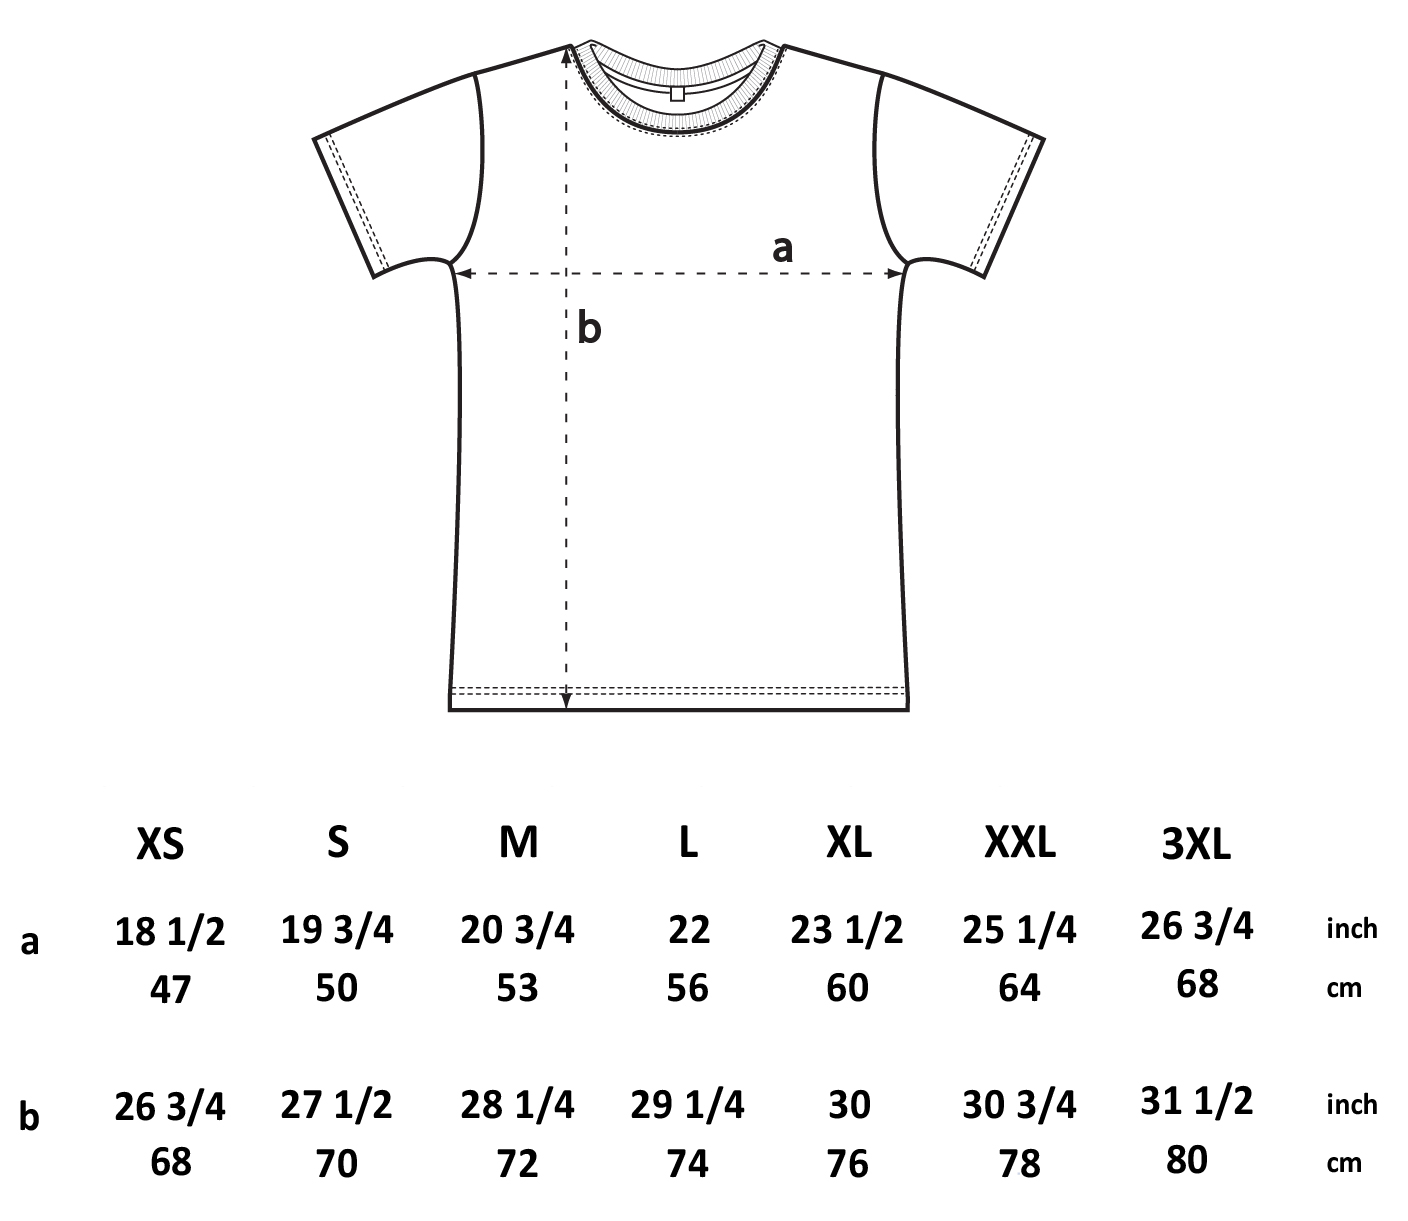 a
b
XS S M L XL XXL 3XL
a 18 1/2 19 3/4 20 3/4 22 23 1/2 25 1/4 26 3/4 inch
47 50 53 56 60 64 68 cm
b 26 3/4 27 1/2 28 1/4 29 1/4 30 30 3/4 31 1/2 inch
68 70 72 74 76 78 80 cm